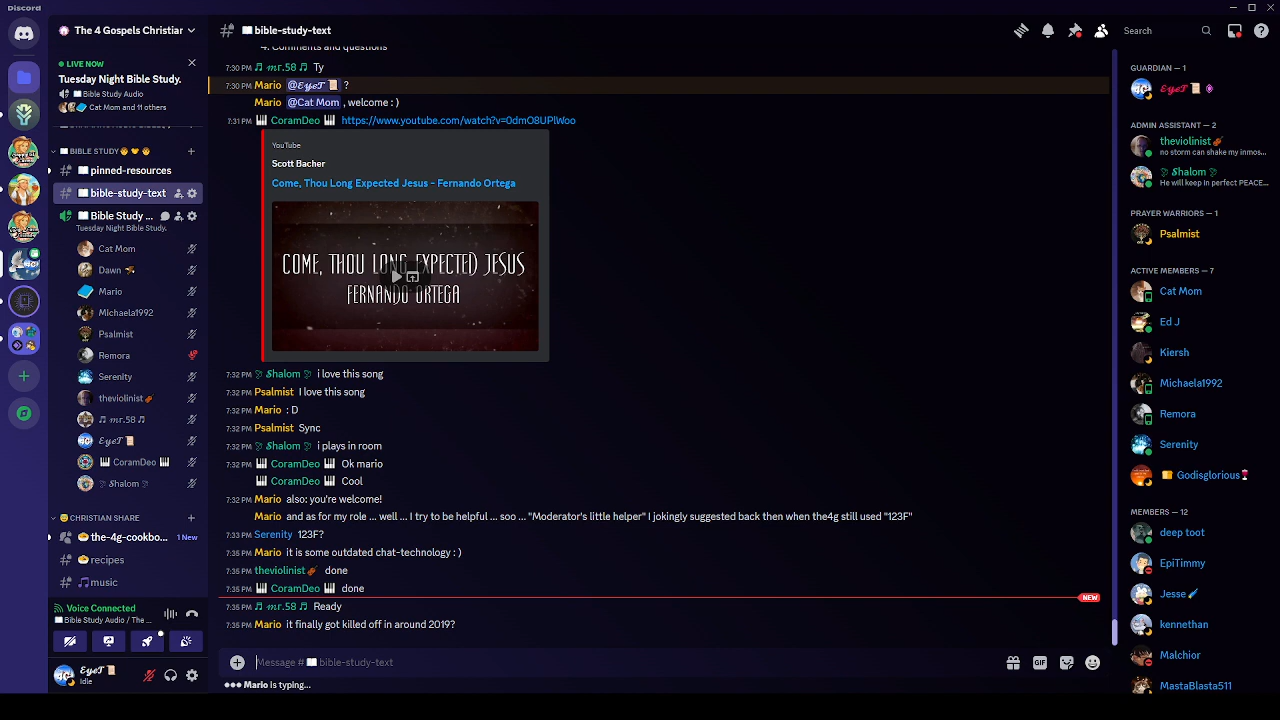 Discord
The 4 Gospels Christiar
LIVE NOW
Tuesday Night Bible Study.
Bible Study Audio
Cat Mom and 11 others
BIBLE STUDY
pinned-resources
bible-study-text
Bible Study ...
Tuesday Night Bible Study.
Cat Mom
Dawn
Mario
Michaela1992
Psalmist
Remora
Serenity
theviolinist
♫ 𝓶𝓻.58 ♫
𝓔𝔂𝓮𝓣
CoramDeo
𝓢halom
CHRISTIAN SHARE
the-4g-cookbo... 1 New
recipes
music
Voice Connected
Bible Study Audio / The ...
𝓔𝔂𝓮𝓣
Idle
bible-study-text
Search
4. Comments and questions
7:30 PM ♫ 𝓶𝓻.58 ♫ Ty
7:30 PM Mario @𝓔𝔂𝓮𝓣 ?
Mario @Cat Mom , welcome : )
7:31 PM CoramDeo https://www.youtube.com/watch?v=0dmO8UPlWoo
YouTube
Scott Bacher
Come, Thou Long Expected Jesus - Fernando Ortega
COME, THOU LONG EXPECTED JESUS
FERNANDO ORTEGA
7:32 PM 𝓢halom i love this song
7:32 PM Psalmist I love this song
7:32 PM Mario : D
7:32 PM Psalmist Sync
7:32 PM 𝓢halom i plays in room
7:32 PM CoramDeo Ok mario
CoramDeo Cool
7:32 PM Mario also: you're welcome!
Mario and as for my role ... well ... I try to be helpful ... soo ... "Moderator's little helper" I jokingly suggested back then when the4g still used "123F"
7:33 PM Serenity 123F?
7:35 PM Mario it is some outdated chat-technology : )
7:35 PM theviolinist done
7:35 PM CoramDeo done
NEW
7:35 PM ♫ 𝓶𝓻.58 ♫ Ready
7:35 PM Mario it finally got killed off in around 2019?
Message # bible-study-text
GIF
Mario is typing...
GUARDIAN — 1
𝓔𝔂𝓮𝓣
ADMIN ASSISTANT — 2
theviolinist
no storm can shake my inmos...
𝓢halom
He will keep in perfect PEACE...
PRAYER WARRIORS — 1
Psalmist
ACTIVE MEMBERS — 7
Cat Mom
Ed J
Kiersh
Michaela1992
Remora
Serenity
Godisglorious
MEMBERS — 12
deep toot
EpiTimmy
Jesse
kennethan
Malchior
MastaBlasta511